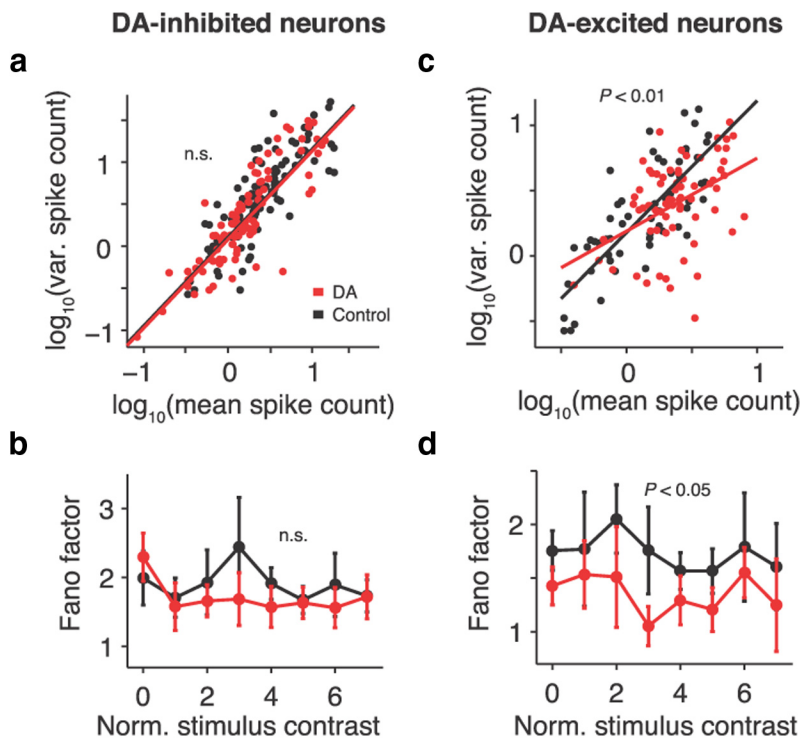 DA-inhibited neurons
DA-excited neurons
a
log10(var. spike count)
1
0
−1
n.s.
DA
Control
−1 0 1
log10(mean spike count)
c
log10(var. spike count)
1
0
P < 0.01
0 1
log10(mean spike count)
b
Fano factor
3
2
1
n.s.
0 2 4 6
Norm. stimulus contrast
d
Fano factor
2
1
P < 0.05
0 2 4 6
Norm. stimulus contrast